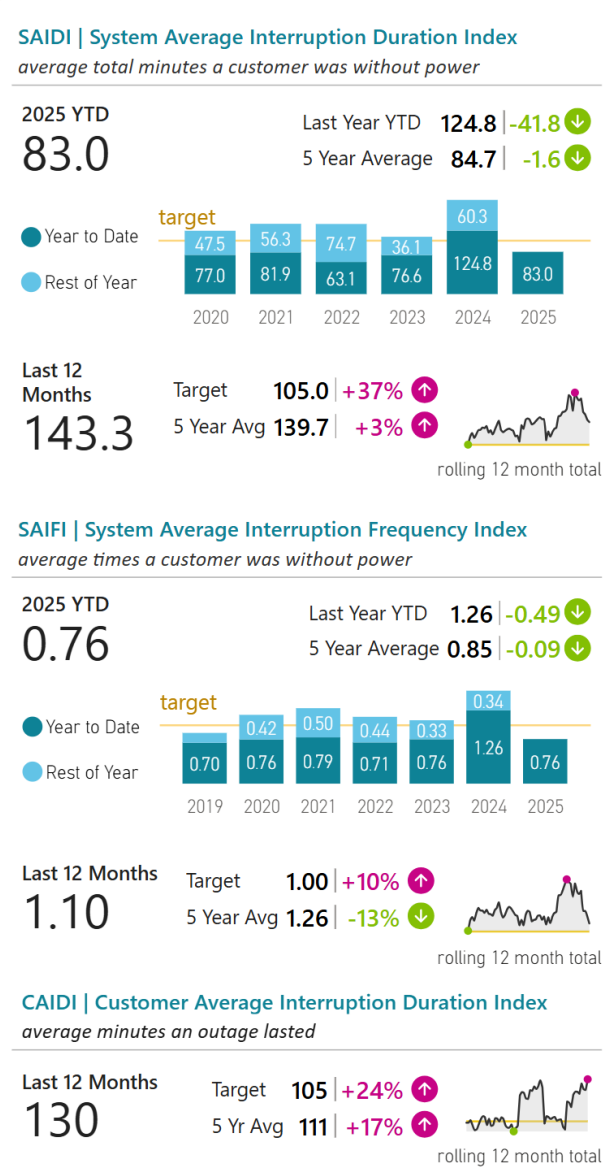 SAIDI | System Average Interruption Duration Index
average total minutes a customer was without power
2025 YTD
83.0
Last Year YTD 124.8 -41.8
5 Year Average 84.7 -1.6
target
Year to Date
Rest of Year
47.5 56.3 74.7 36.1 60.3
77.0 81.9 63.1 76.6 124.8 83.0
2020 2021 2022 2023 2024 2025
Last 12
Months
143.3
Target 105.0 +37%
5 Year Avg 139.7 +3%
rolling 12 month total
SAIFI | System Average Interruption Frequency Index
average times a customer was without power
2025 YTD
0.76
Last Year YTD 1.26 -0.49
5 Year Average 0.85 -0.09
target
Year to Date
Rest of Year
0.42 0.50 0.44 0.33 0.34
0.70 0.76 0.79 0.71 0.76 1.26 0.76
2019 2020 2021 2022 2023 2024 2025
Last 12 Months
1.10
Target 1.00 +10%
5 Year Avg 1.26 -13%
rolling 12 month total
CAIDI | Customer Average Interruption Duration Index
average minutes an outage lasted
Last 12 Months
130
Target 105 +24%
5 Yr Avg 111 +17%
rolling 12 month total